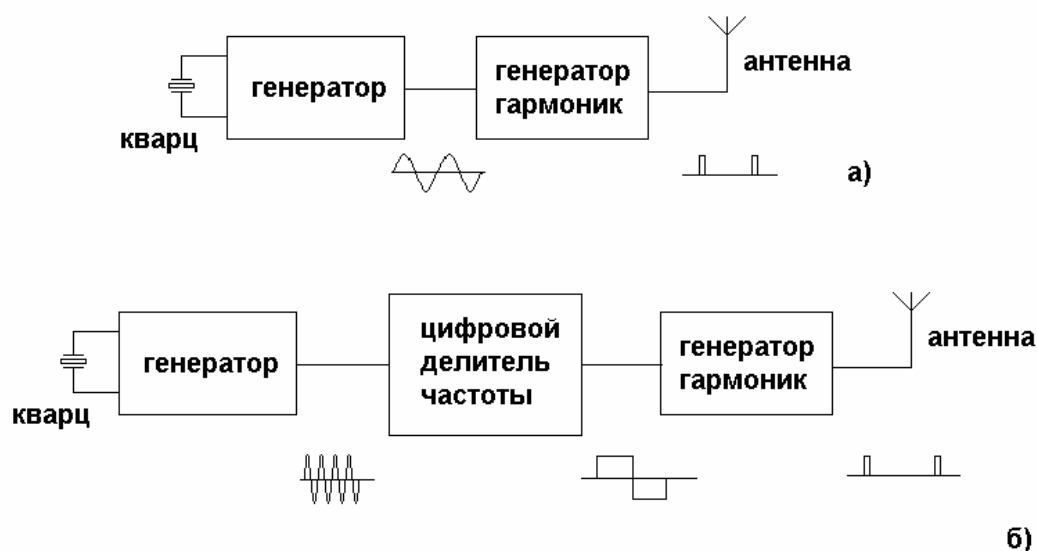 генератор
генератор
гармоник
антенна
кварц
а)
генератор
цифровой
делитель
частоты
генератор
гармоник
антенна
кварц
б)